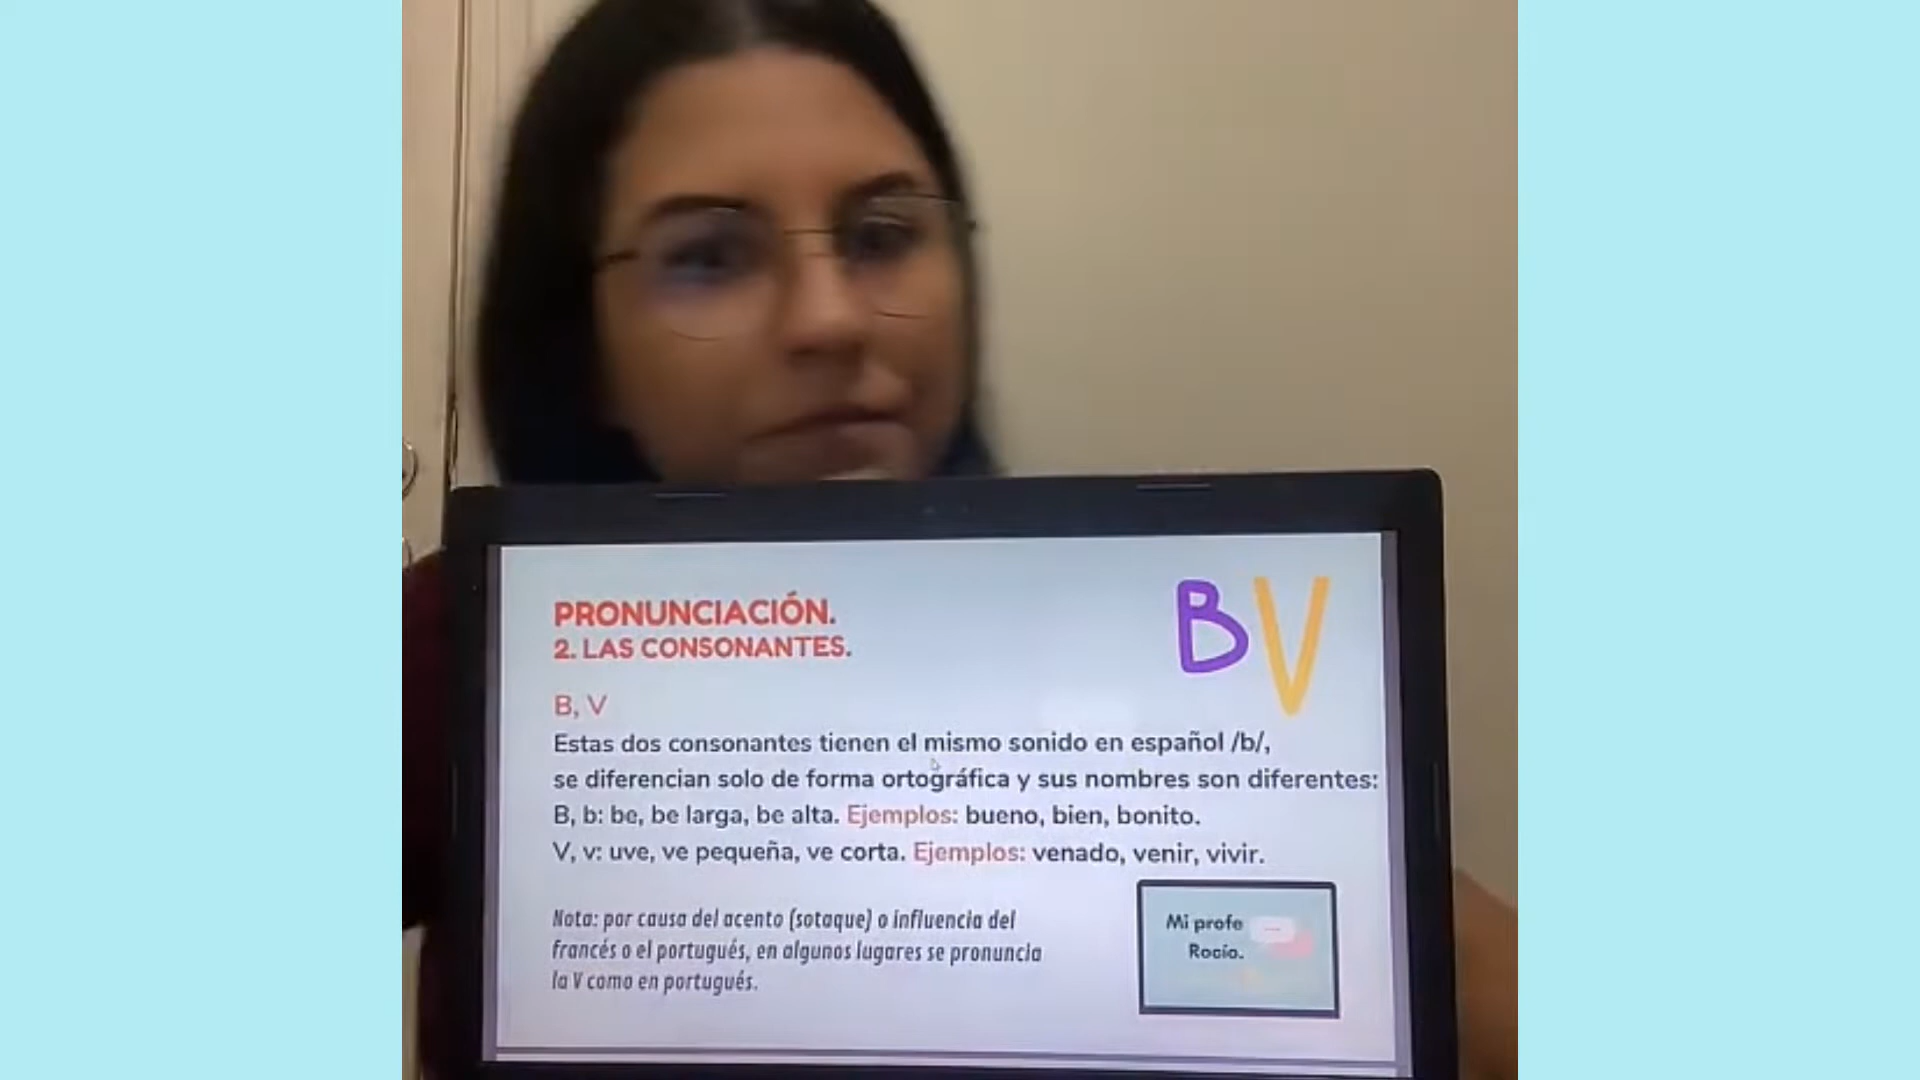 PRONUNCIACIÓN.
2. LAS CONSONANTES.
B V
B, V
Estas dos consonantes tienen el mismo sonido en español /b/,
se diferencian solo de forma ortográfica y sus nombres son diferentes:
B, b: be, be larga, be alta. Ejemplos: bueno, bien, bonito.
V, v: uve, ve pequeña, ve corta. Ejemplos: venado, venir, vivir.
Nota: por causa del acento (sotaque) o influencia del
francés o el portugués, en algunos lugares se pronuncia
la V como en portugués.
Mi profe
Rocío.